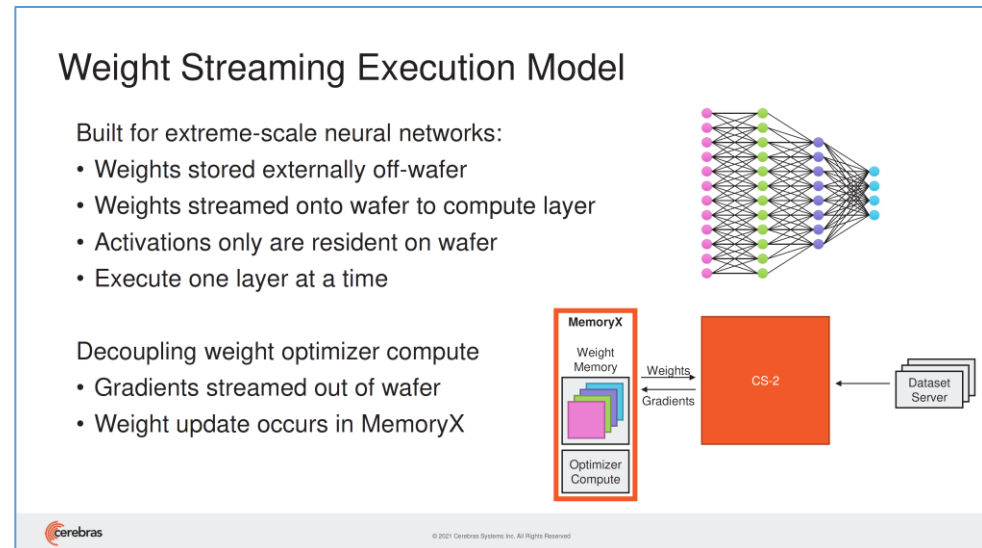 Weight Streaming Execution Model
Built for extreme-scale neural networks:
• Weights stored externally off-wafer
• Weights streamed onto wafer to compute layer
• Activations only are resident on wafer
• Execute one layer at a time
Decoupling weight optimizer compute
• Gradients streamed out of wafer
• Weight update occurs in MemoryX
MemoryX
Weight
Memory
Optimizer
Compute
Weights
Gradients
CS-2
Dataset
Server
cerebras
© 2021 Cerebras Systems Inc. All Rights Reserved